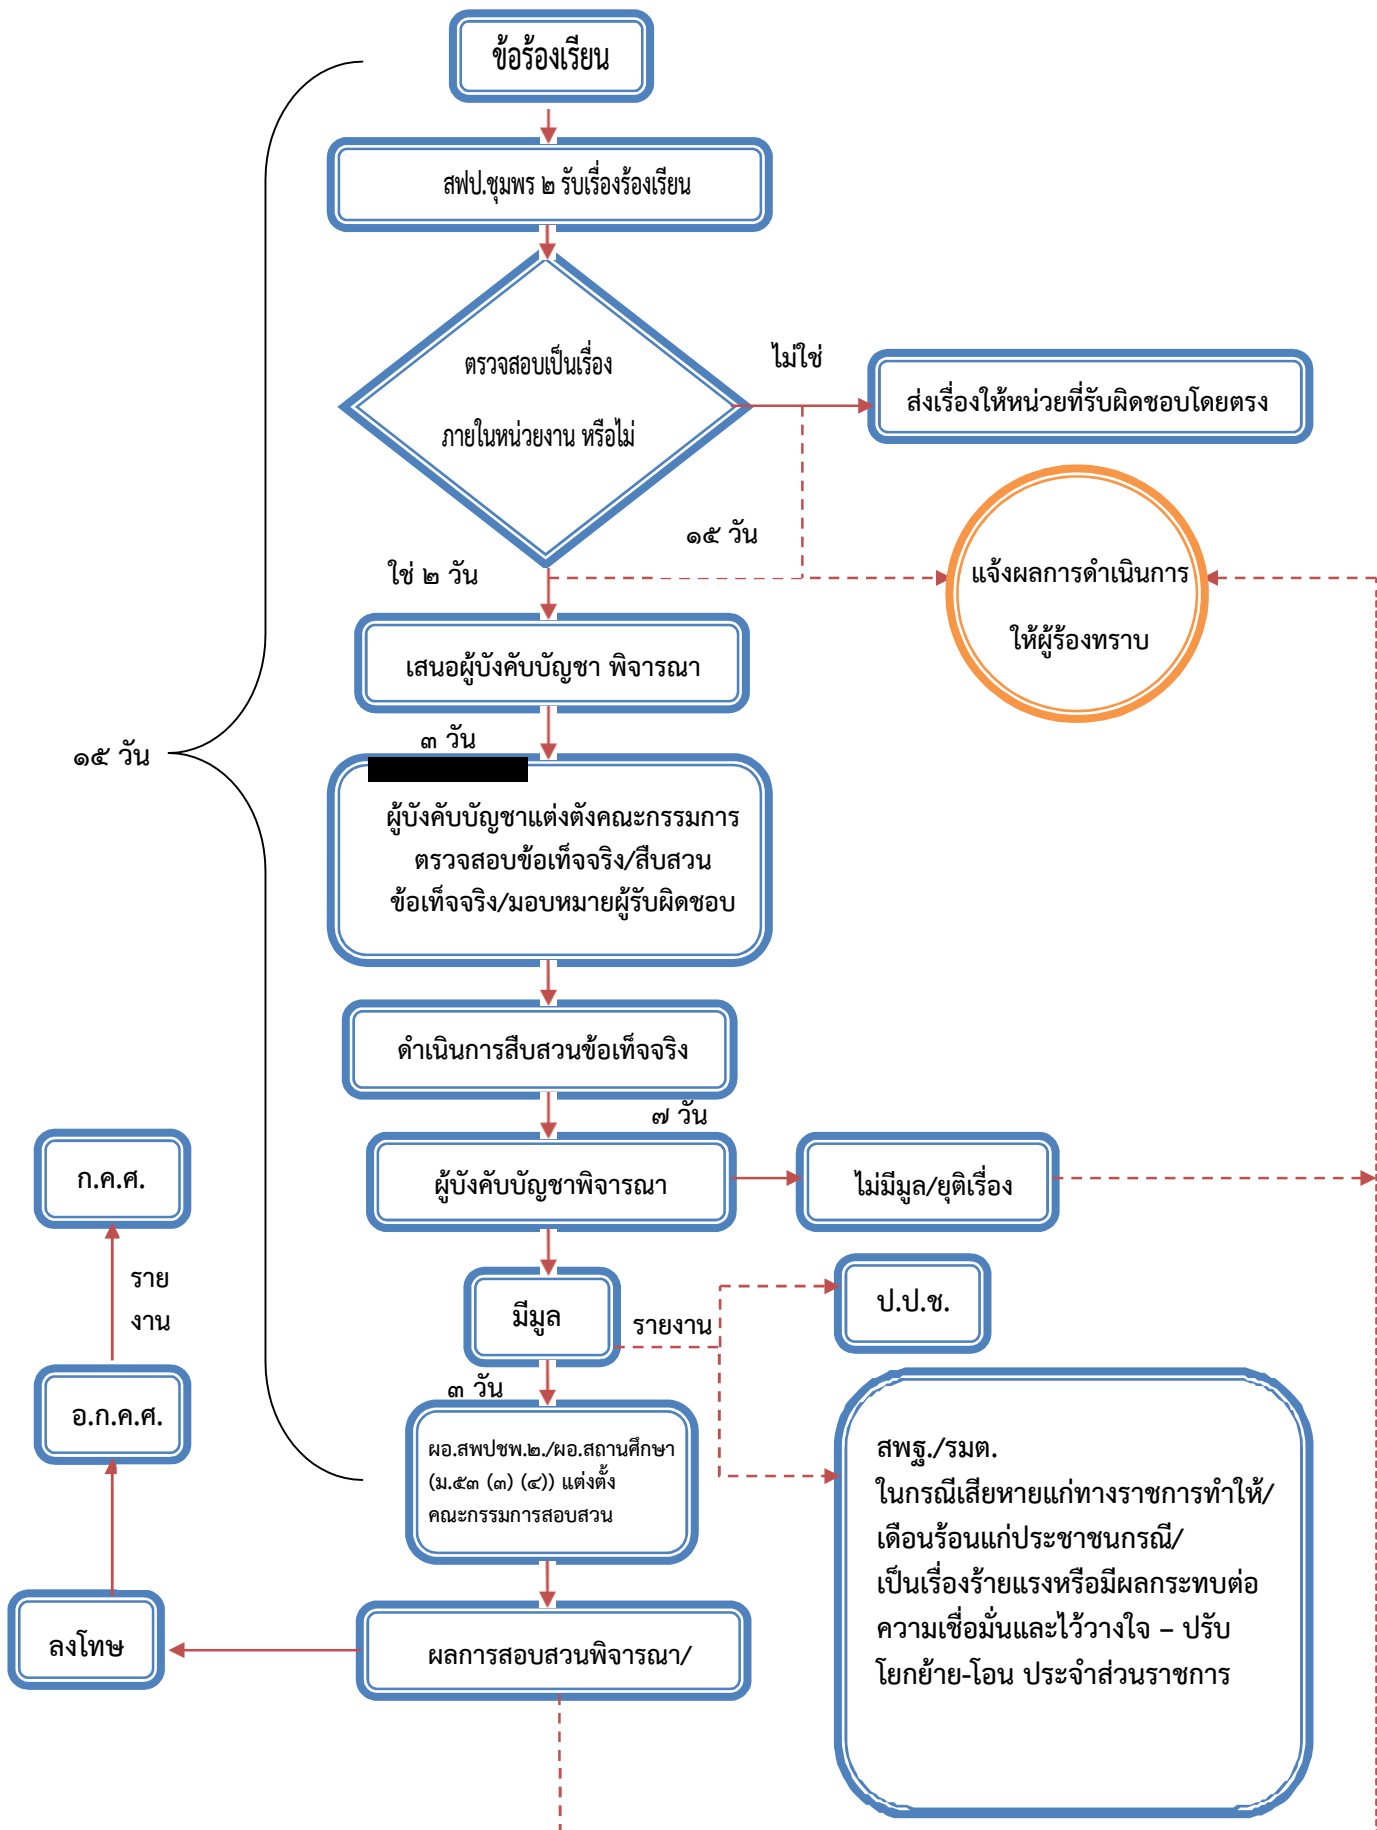 ข้อร้องเรียน
สฟป.ชุมพร ๒ รับเรื่องร้องเรียน
ตรวจสอบเป็นเรื่อง
ภายในหน่วยงาน หรือไม่
ไม่ใช่
ส่งเรื่องให้หน่วยที่รับผิดชอบโดยตรง
๑๕ วัน
ใช่ ๒ วัน
แจ้งผลการดำเนินการ
ให้ผู้ร้องทราบ
เสนอผู้บังคับบัญชา พิจารณา
๓ วัน
๑๕ วัน
ผู้บังคับบัญชาแต่งตังคณะกรรมการ
ตรวจสอบข้อเท็จจริง/สืบสวน
ข้อเท็จจริง/มอบหมายผู้รับผิดชอบ
ดำเนินการสืบสวนข้อเท็จจริง
๗ วัน
ผู้บังคับบัญชาพิจารณา
ไม่มีมูล/ยุติเรื่อง
ก.ค.ศ.
ราย
งาน
มีมูล
รายงาน
ป.ป.ช.
๓ วัน
อ.ก.ค.ศ.
ผอ.สพปชพ.๒./ผอ.สถานศึกษา
(ม.๕๓ (๓) (๔)) แต่งตั้ง
คณะกรรมการสอบสวน
สพฐ./รมต.
ในกรณีเสียหายแก่ทางราชการทำให้/
เดือนร้อนแก่ประชาชนกรณี/
เป็นเรื่องร้ายแรงหรือมีผลกระทบต่อ
ความเชื่อมั่นและไว้วางใจ – ปรับ
โยกย้าย-โอน ประจำส่วนราชการ
ลงโทษ
ผลการสอบสวนพิจารณา/